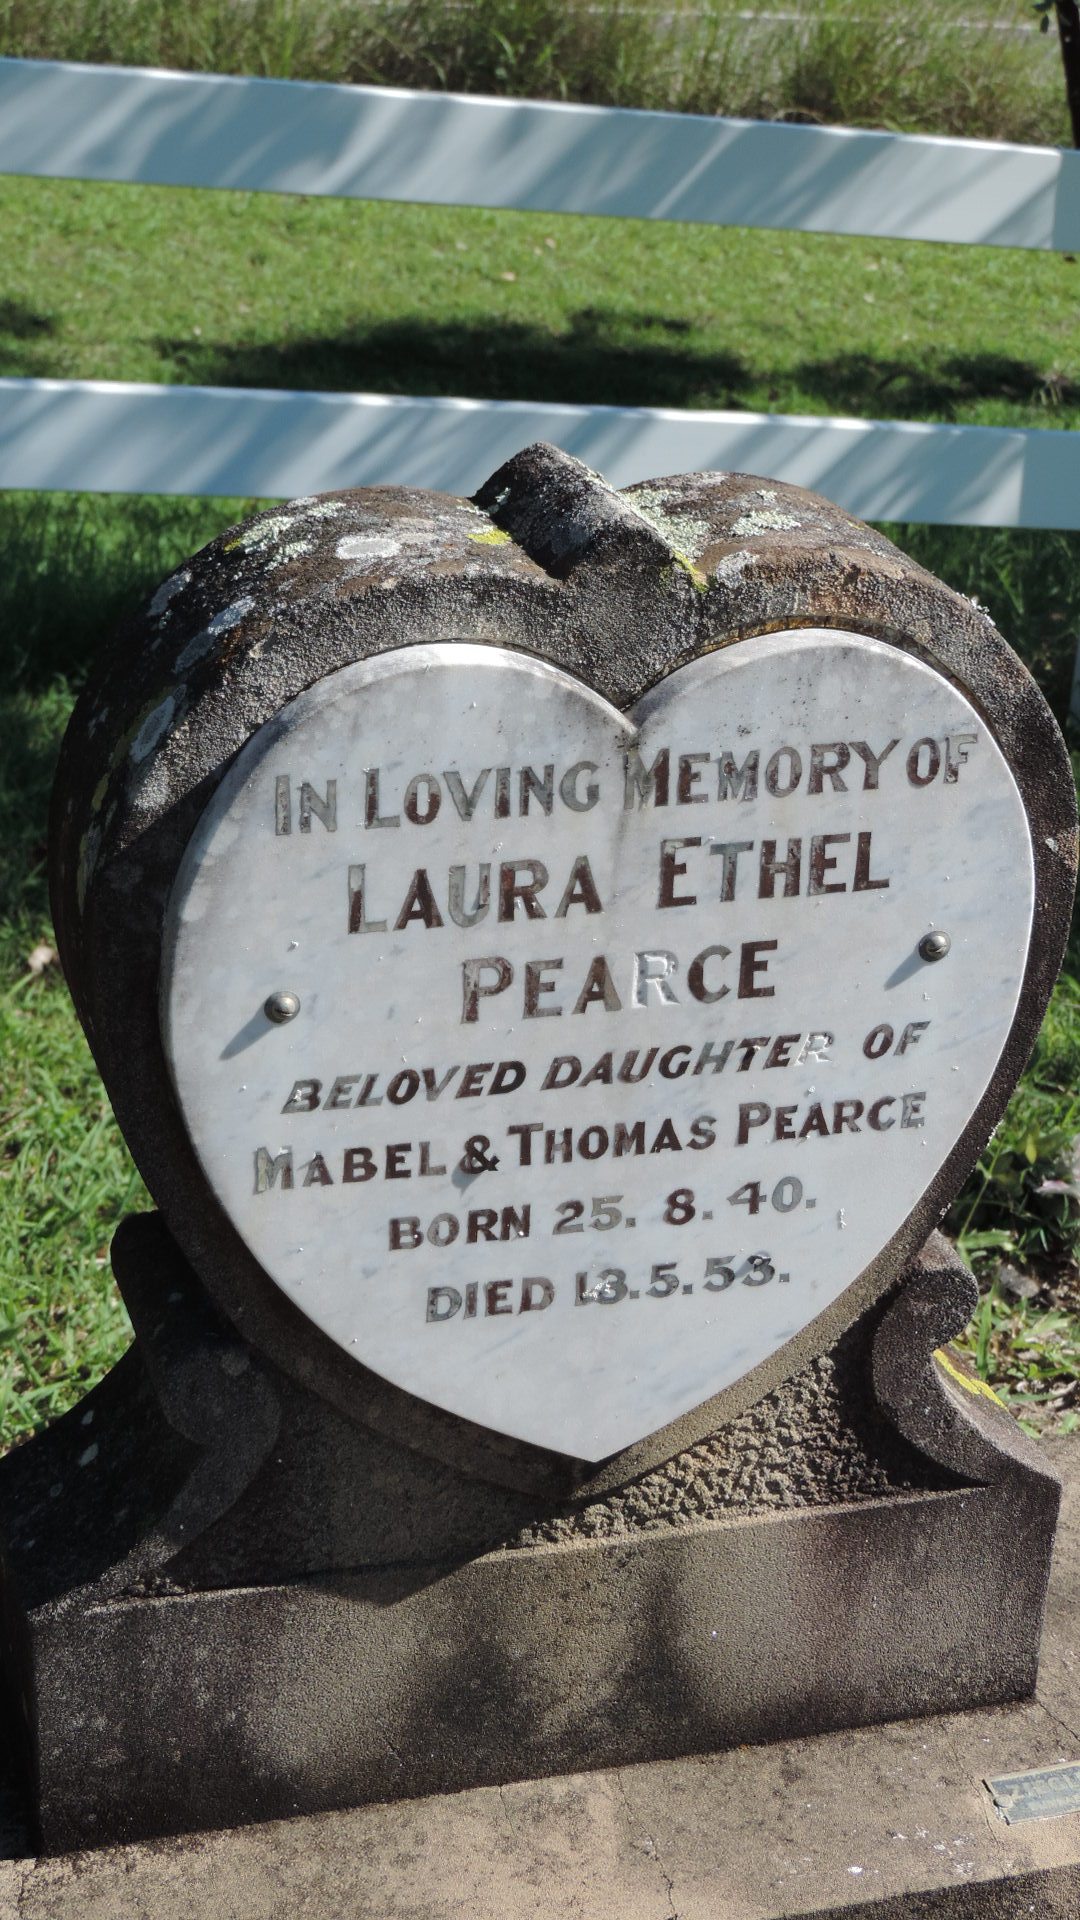 IN LOVING MEMORY OF
LAURA ETHEL
PEARCE
BELOVED DAUGHTER OF
MABEL & THOMAS PEARCE
BORN 25. 8. 40.
DIED 13.5.53.